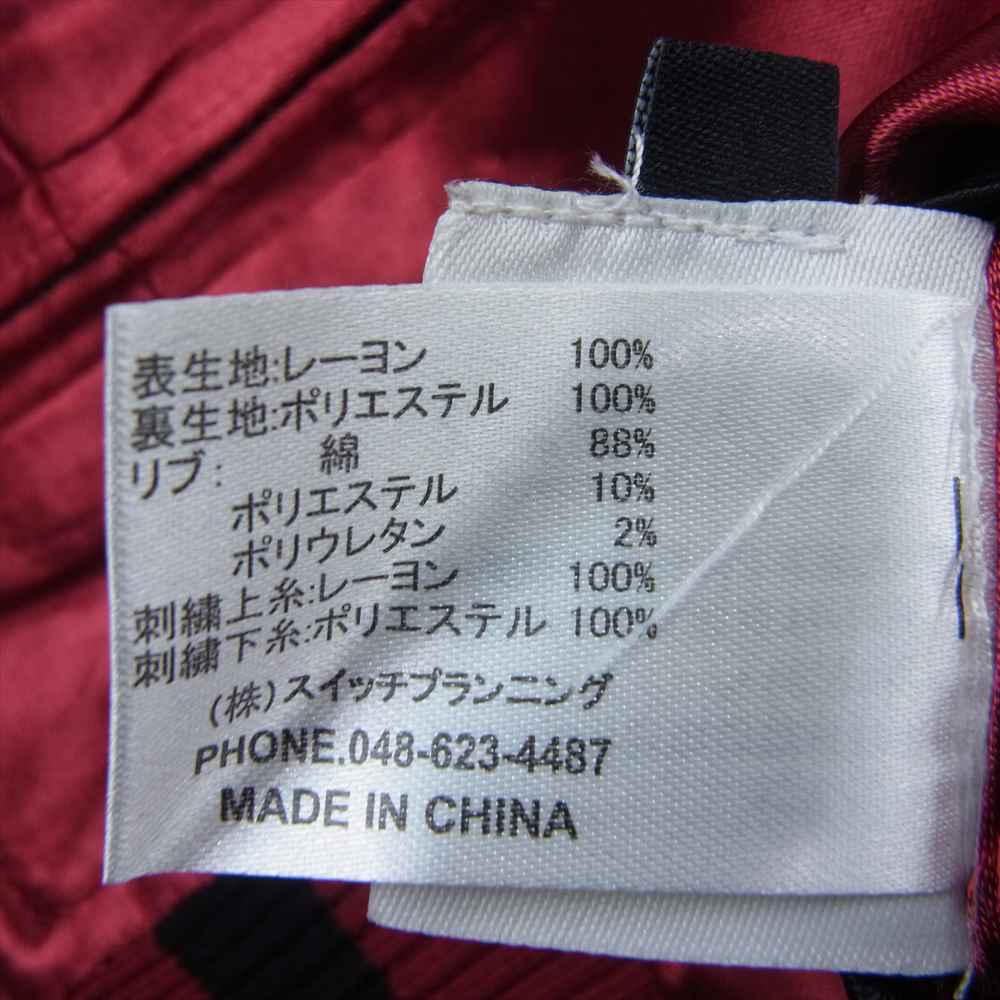 表生地:レーヨン 100%
裏生地:ポリエステル 100%
リブ: 綿 88%
ポリエステル 10%
ポリウレタン 2%
刺繍上糸:レーヨン 100%
刺繍下糸:ポリエステル 100%
(株)スイッチプランニング
PHONE.048-623-4487
MADE IN CHINA